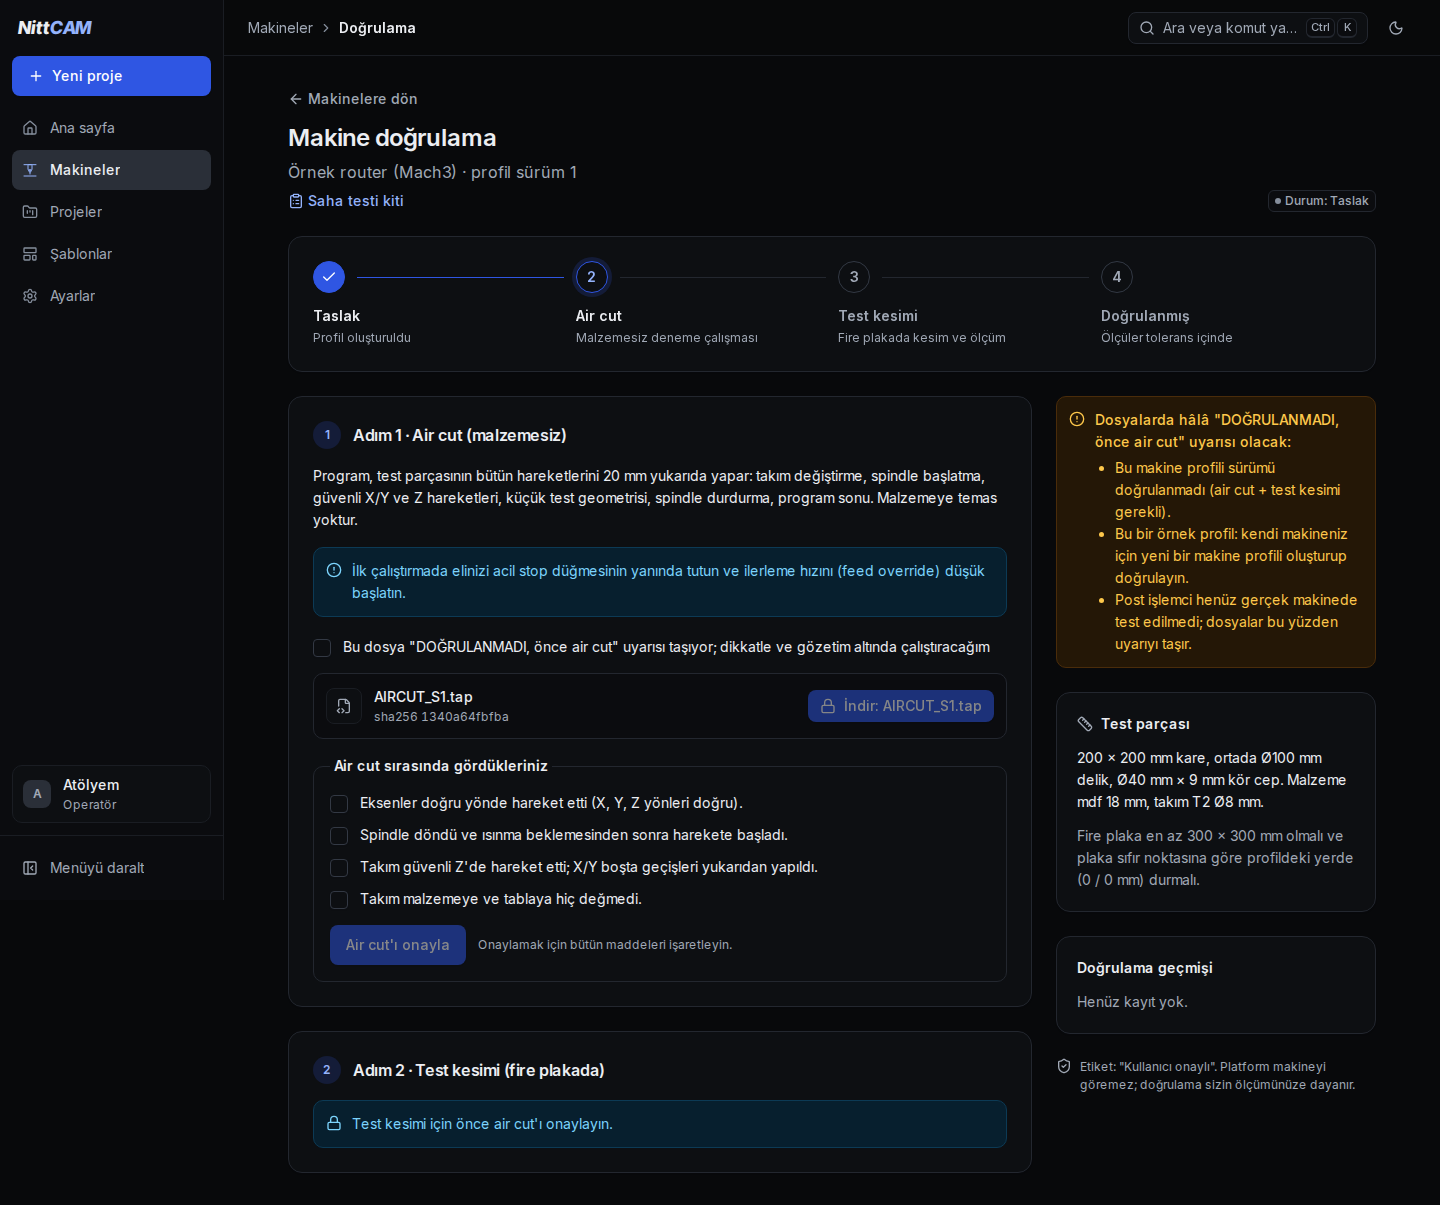 NittCAM
Yeni proje
Ana sayfa
Makineler
Projeler
Şablonlar
Ayarlar
A
Atölyem
Operatör
Menüyü daralt
Makineler > Doğrulama
Ara veya komut ya... Ctrl K
Makinelere dön
Makine doğrulama
Örnek router (Mach3) · profil sürüm 1
Saha testi kiti
Durum: Taslak
2
3
4
Taslak
Profil oluşturuldu
Air cut
Malzemesiz deneme çalışması
Test kesimi
Fire plakada kesim ve ölçüm
Doğrulanmış
Ölçüler tolerans içinde
1 Adım 1 · Air cut (malzemesiz)
Program, test parçasının bütün hareketlerini 20 mm yukarıda yapar: takım değiştirme, spindle başlatma,
güvenli X/Y ve Z hareketleri, küçük test geometrisi, spindle durdurma, program sonu. Malzemeye temas
yoktur.
İlk çalıştırmada elinizi acil stop düğmesinin yanında tutun ve ilerleme hızını (feed override) düşük
başlatın.
Bu dosya "DOĞRULANMADI, önce air cut" uyarısı taşıyor; dikkatle ve gözetim altında çalıştıracağım
AIRCUT_S1.tap
sha256 1340a64fbfba
İndir: AIRCUT_S1.tap
Air cut sırasında gördükleriniz
Eksenler doğru yönde hareket etti (X, Y, Z yönleri doğru).
Spindle döndü ve ısınma beklemesinden sonra harekete başladı.
Takım güvenli Z'de hareket etti; X/Y boşta geçişleri yukarıdan yapıldı.
Takım malzemeye ve tablaya hiç değmedi.
Air cut'ı onayla
Onaylamak için bütün maddeleri işaretleyin.
2 Adım 2 · Test kesimi (fire plakada)
Test kesimi için önce air cut'ı onaylayın.
Dosyalarda hâlâ "DOĞRULANMADI,
önce air cut" uyarısı olacak:
• Bu makine profili sürümü
doğrulanmadı (air cut + test kesimi
gerekli).
• Bu bir örnek profil: kendi makineniz
için yeni bir makine profili oluşturup
doğrulayın.
• Post işlemci henüz gerçek makinede
test edilmedi; dosyalar bu yüzden
uyarıyı taşır.
Test parçası
200 × 200 mm kare, ortada Ø100 mm
delik, Ø40 mm × 9 mm kör cep. Malzeme
mdf 18 mm, takım T2 Ø8 mm.
Fire plaka en az 300 × 300 mm olmalı ve
plaka sıfır noktasına göre profildeki yerde
(0 / 0 mm) durmalı.
Doğrulama geçmişi
Henüz kayıt yok.
Etiket: "Kullanıcı onaylı". Platform makineyi
göremez; doğrulama sizin ölçümünüze dayanır.